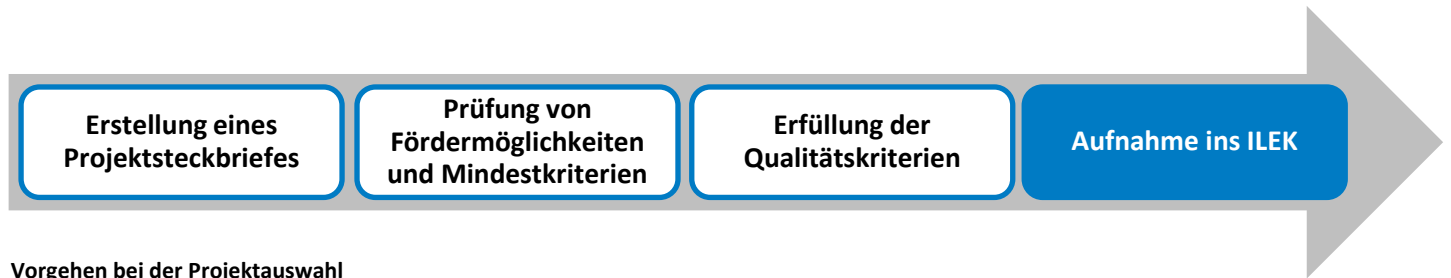 Erstellung eines
Projektsteckbriefes
Prüfung von
Fördermöglichkeiten
und Mindestkriterien
Erfüllung der
Qualitätskriterien
Aufnahme ins ILEK
Vorgehen bei der Projektauswahl